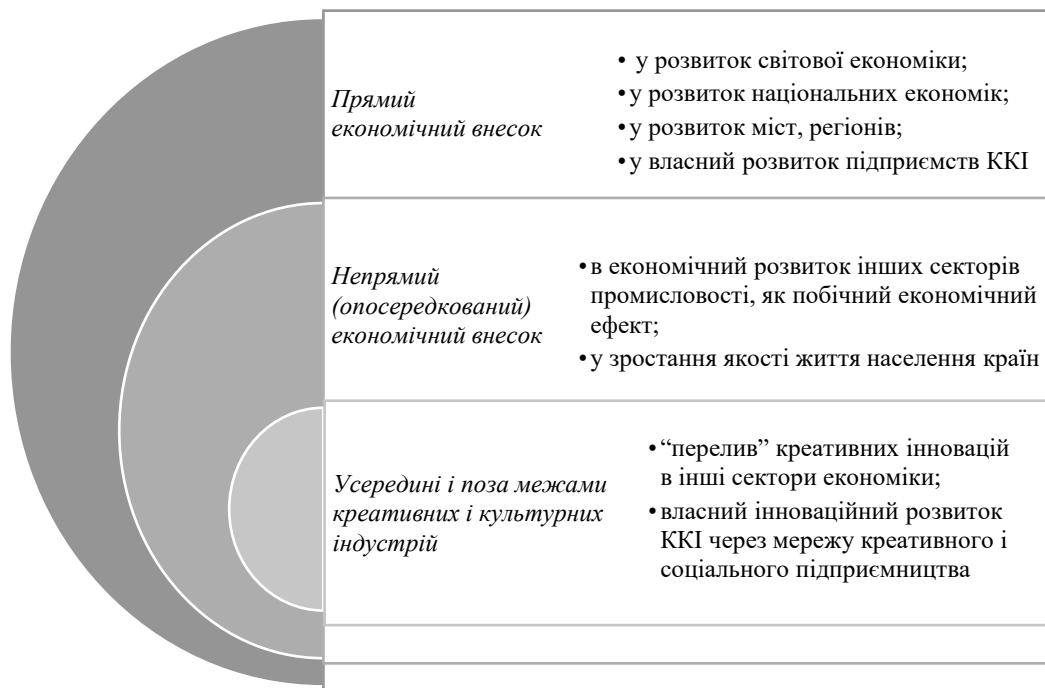 Прямий
економічний внесок
• у розвиток світової економіки;
• у розвиток національних економік;
• у розвиток міст, регіонів;
• у власний розвиток підприємств ККІ
Непрямий
(опосередкований)
економічний внесок
• в економічний розвиток інших секторів
промисловості, як побічний економічний
ефект;
• у зростання якості життя населення країн
Усередині і поза межами
креативних і культурних
індустрій
• “перелив” креативних інновацій
в інші сектори економіки;
• власний інноваційний розвиток
ККІ через мережу креативного і
соціального підприємництва